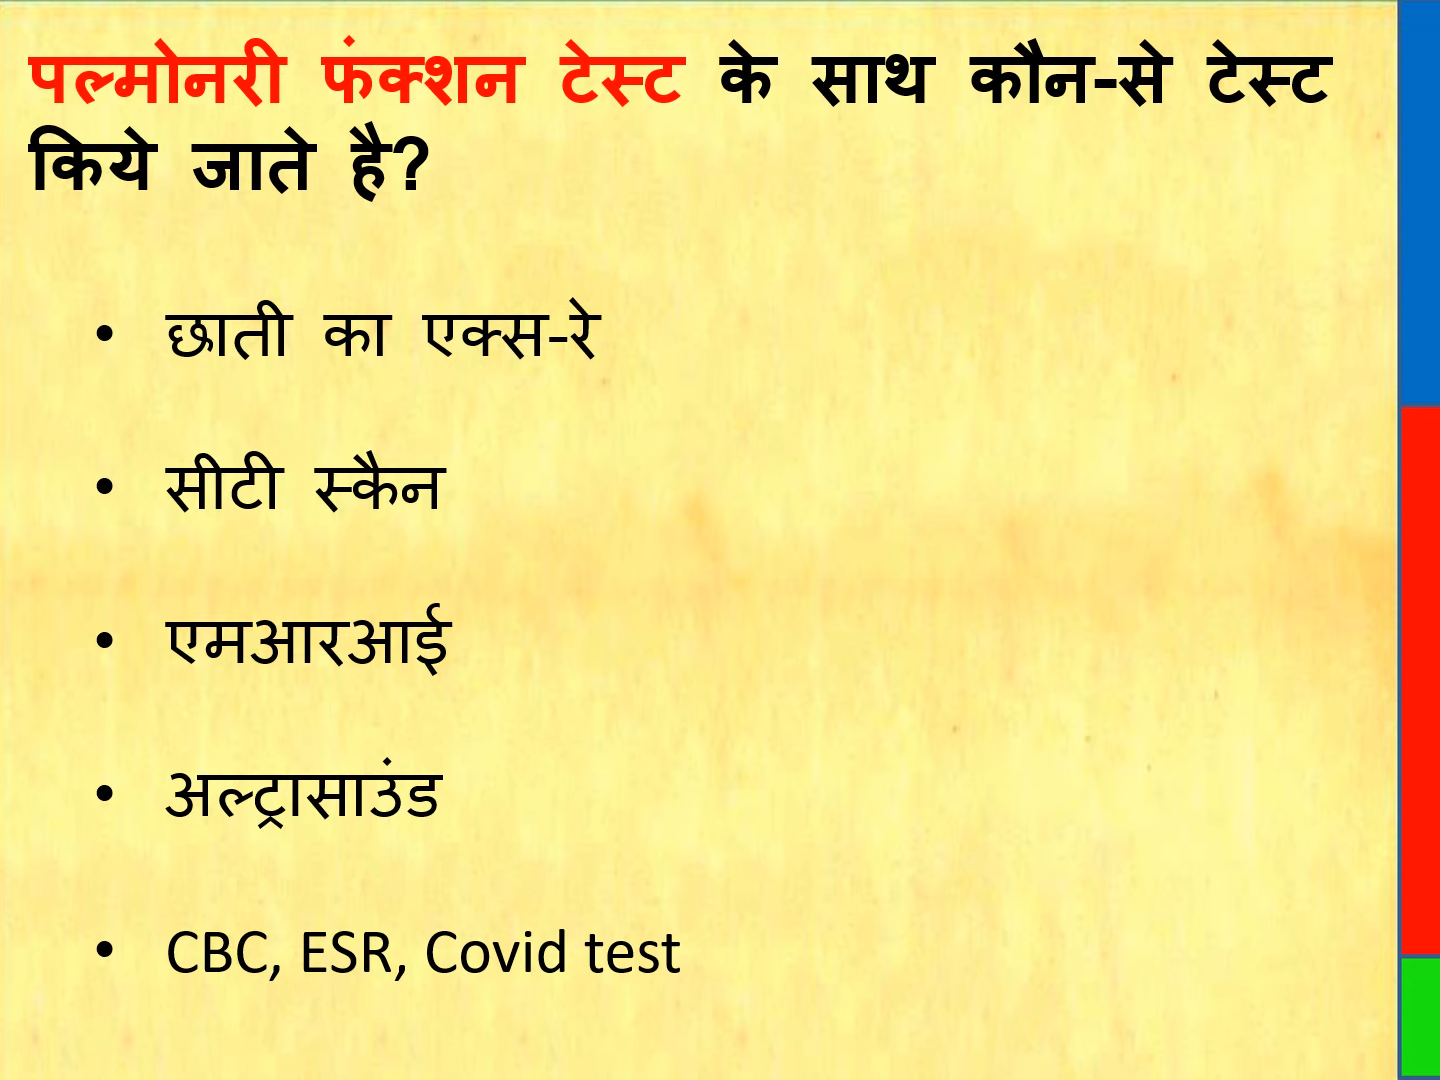 पल्मोनरी फंक्शन टेस्ट के साथ कौन-से टेस्ट
किये जाते है?
• छाती का एक्स-रे
• सीटी स्कैन
• एमआरआई
• अल्ट्रासाउंड
• CBC, ESR, Covid test